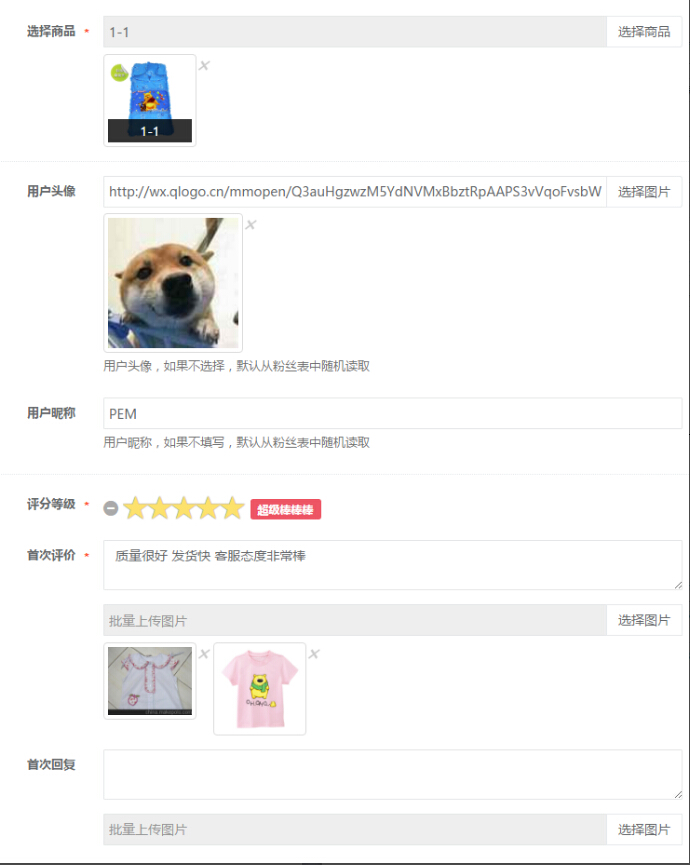 选择商品 * 1-1 选择商品
1-1
用户头像 http://wx.qlogo.cn/mmopen/Q3auHgzwzM5YdNVMxBbztRpAAPS3vVqoFvsbW 选择图片
用户头像，如果不选择，默认从粉丝表中随机读取
用户昵称 PEM
用户昵称，如果不填写，默认从粉丝表中随机读取
评分等级 * 超级棒棒棒
首次评价 * 质量很好 发货快 客服态度非常棒
批量上传图片 选择图片
首次回复
批量上传图片 选择图片